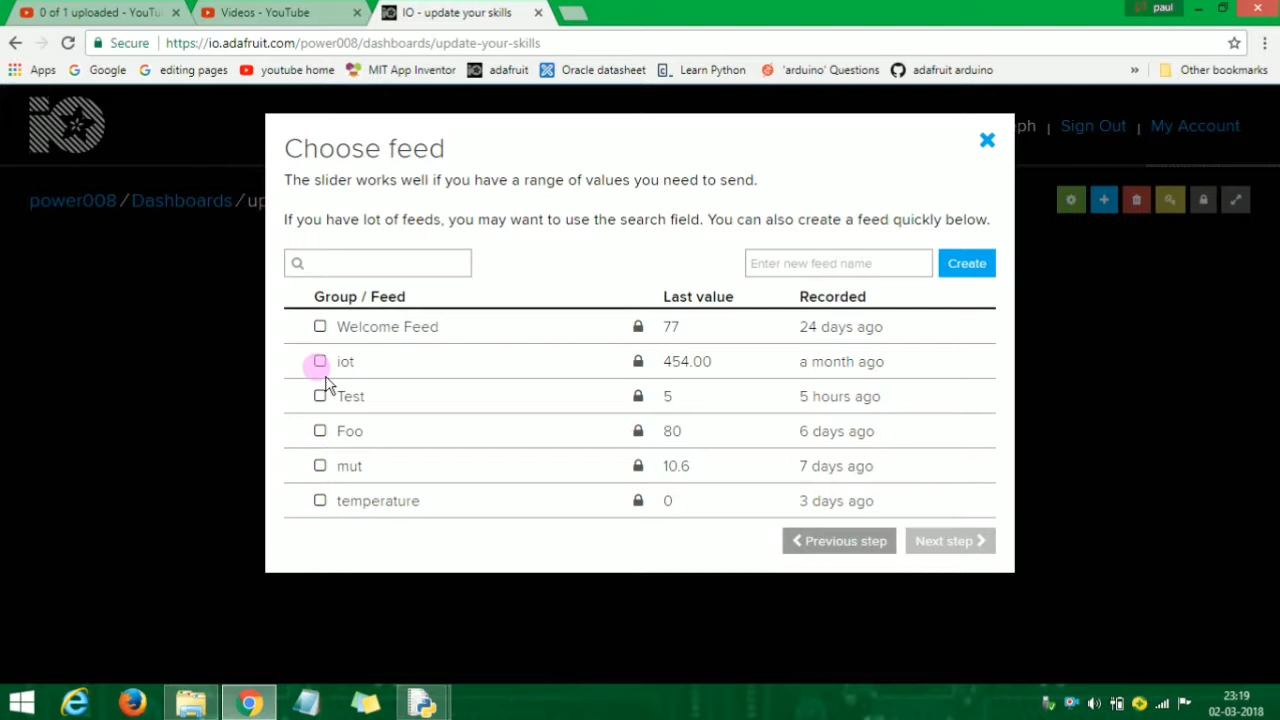 0 of 1 uploaded - YouTu
Videos - YouTube
IO - update your skills
paul
Secure
https://io.adafruit.com/power008/dashboards/update-your-skills
Apps
Google
editing pages
youtube home
MIT App Inventor
adafruit
Oracle datasheet
Learn Python
'arduino' Questions
adafruit arduino
»
Other bookmarks
ph | Sign Out | My Account
power008 / Dashboards / up
Choose feed
The slider works well if you have a range of values you need to send.
If you have lot of feeds, you may want to use the search field. You can also create a feed quickly below.
Enter new feed name
Create
Group / Feed Last value Recorded
Welcome Feed 77 24 days ago
iot 454.00 a month ago
Test 5 5 hours ago
Foo 80 6 days ago
mut 10.6 7 days ago
temperature 0 3 days ago
Previous step
Next step
23:19
02-03-2018